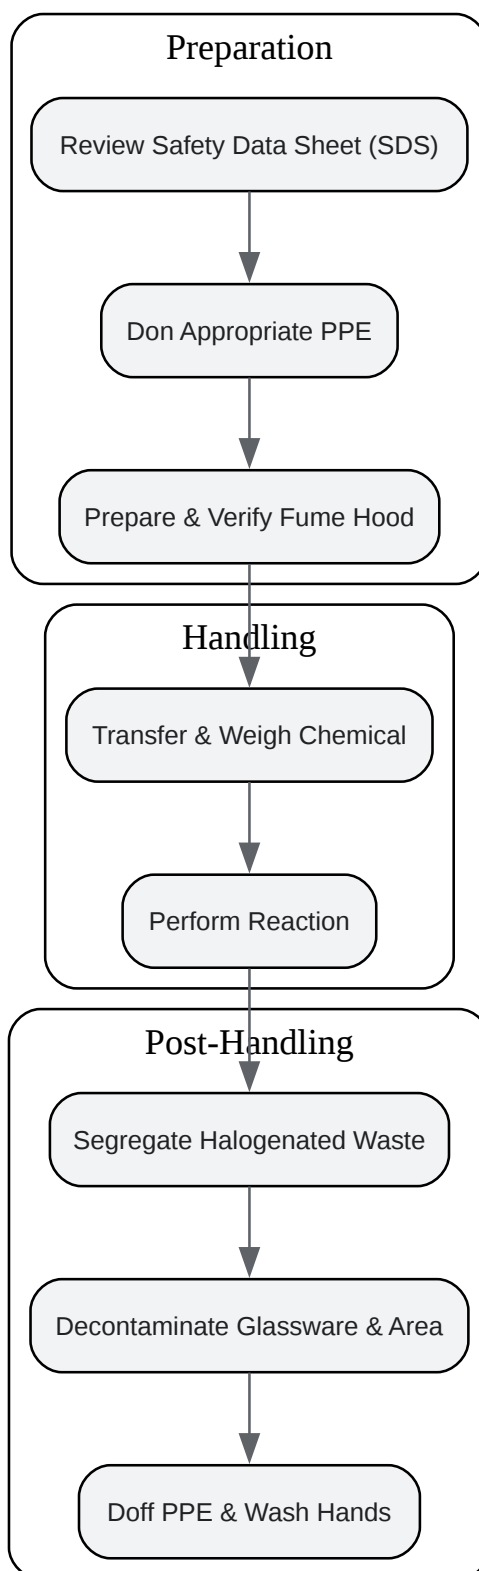 Preparation
Review Safety Data Sheet (SDS)
Don Appropriate PPE
Prepare & Verify Fume Hood
Handling
Transfer & Weigh Chemical
Perform Reaction
Post-Handling
Segregate Halogenated Waste
Decontaminate Glassware & Area
Doff PPE & Wash Hands